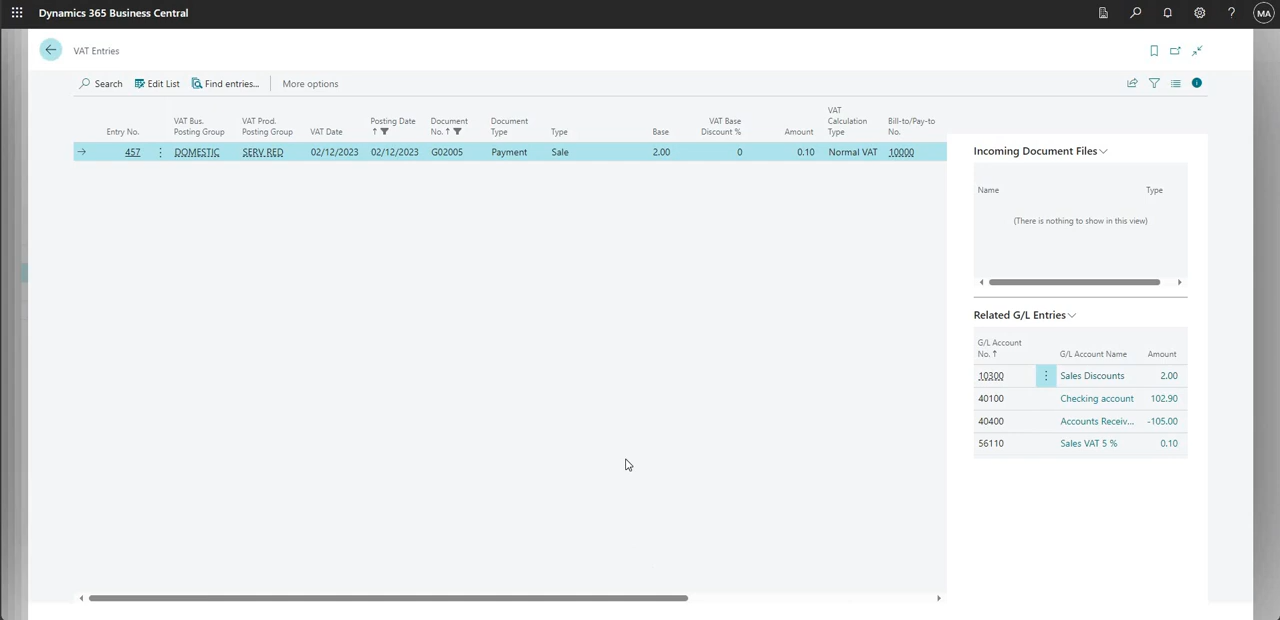 Dynamics 365 Business Central
MA
VAT Entries
Search Edit List Find entries... More options
Entry No. VAT Bus. Posting Group VAT Prod. Posting Group VAT Date Posting Date ↑ Document No. ↑ Document Type Type Base VAT Base Discount % Amount VAT Calculation Type Bill-to/Pay-to No.
457 DOMESTIC SERV RED 02/12/2023 02/12/2023 G02005 Payment Sale 2.00 0 0.10 Normal VAT 10000
Incoming Document Files
Name Type
(There is nothing to show in this view)
Related G/L Entries
G/L Account No. ↑ G/L Account Name Amount
10300 Sales Discounts 2.00
40100 Checking account 102.90
40400 Accounts Receiv... -105.00
56110 Sales VAT 5 % 0.10